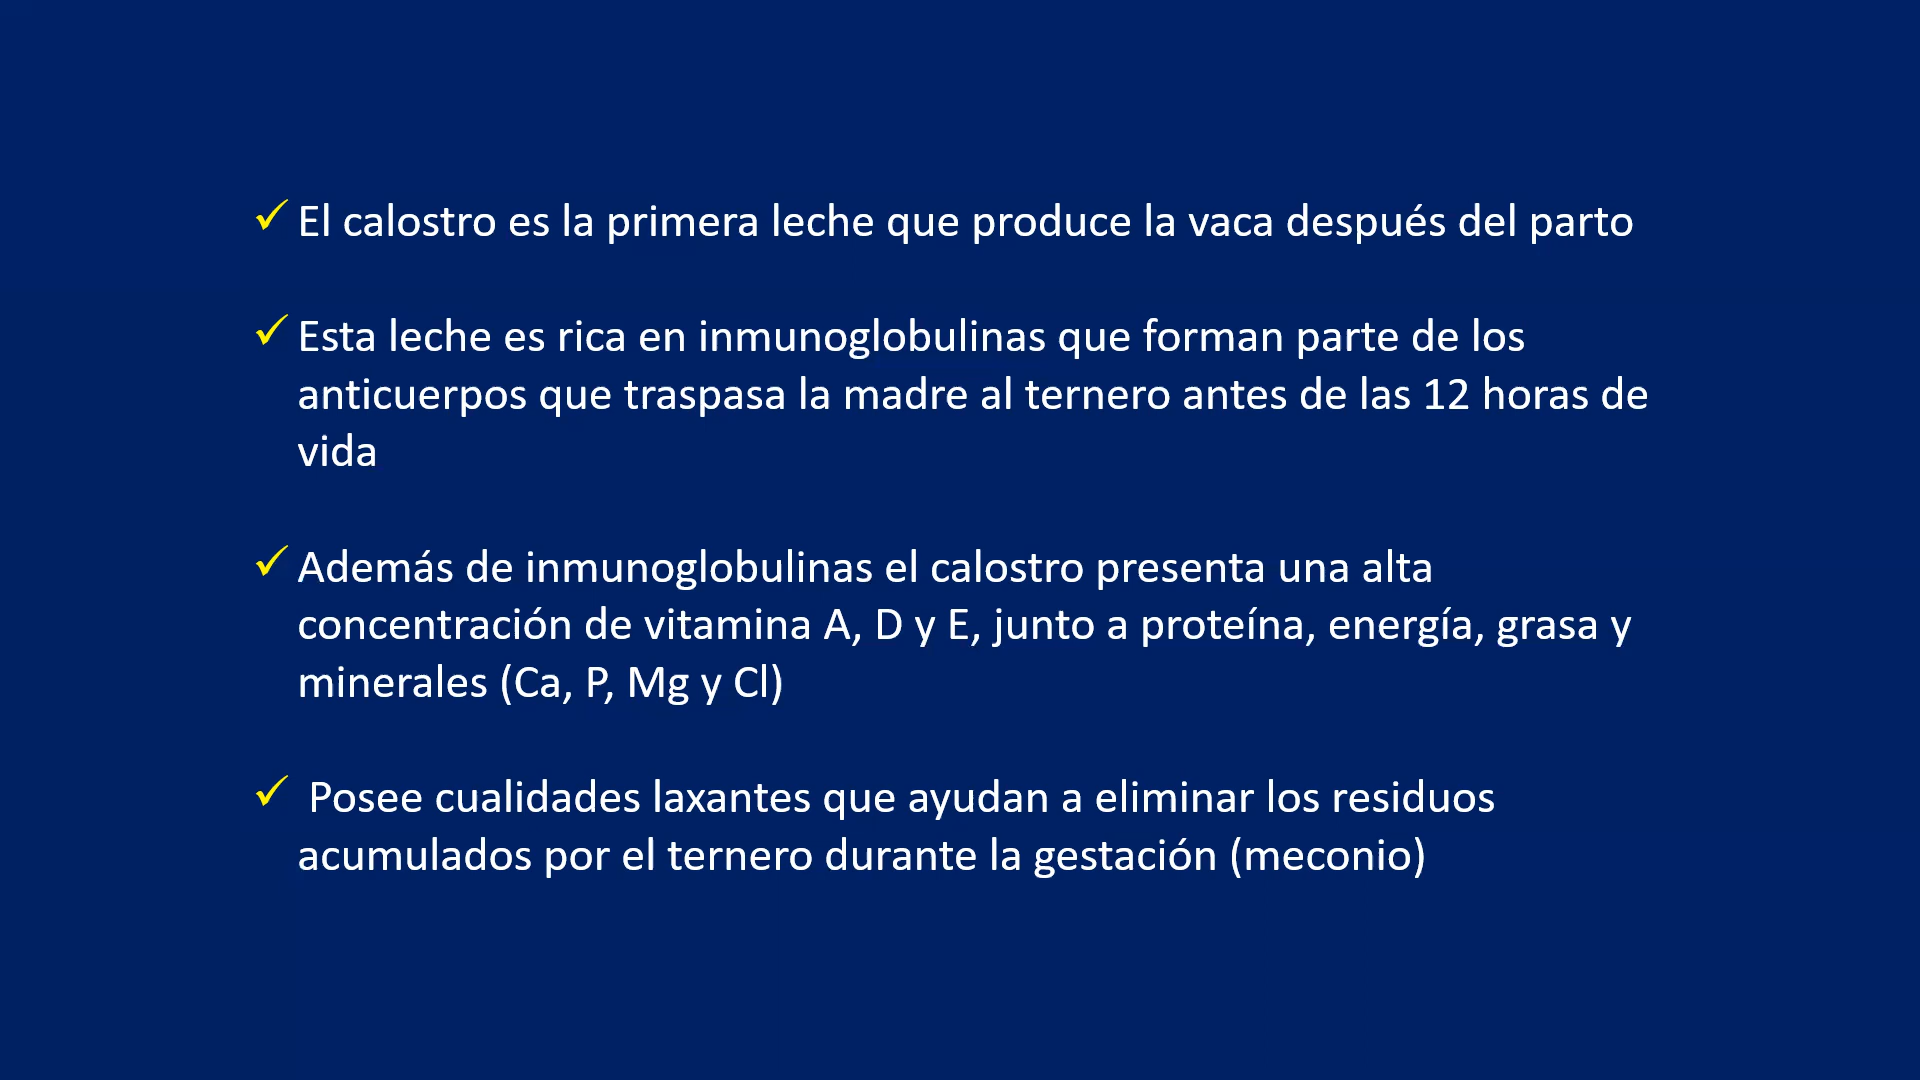 ✓ El calostro es la primera leche que produce la vaca después del parto
✓ Esta leche es rica en inmunoglobulinas que forman parte de los
anticuerpos que traspasa la madre al ternero antes de las 12 horas de
vida
✓ Además de inmunoglobulinas el calostro presenta una alta
concentración de vitamina A, D y E, junto a proteína, energía, grasa y
minerales (Ca, P, Mg y Cl)
✓ Posee cualidades laxantes que ayudan a eliminar los residuos
acumulados por el ternero durante la gestación (meconio)